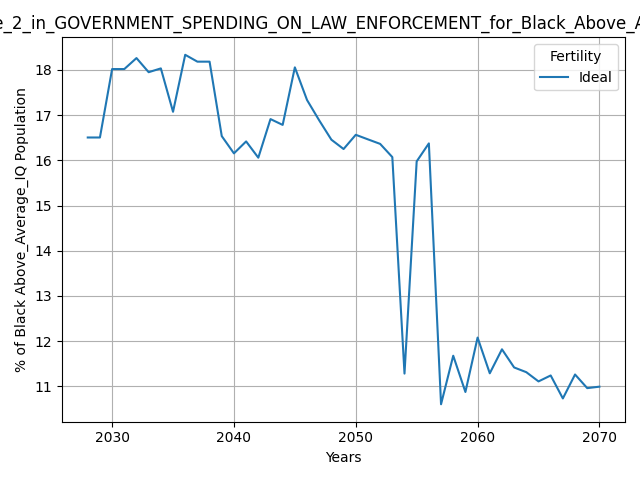 _2_in_GOVERNMENT_SPENDING_ON_LAW_ENFORCEMENT_for_Black_Above_A
Fertility
Ideal
18
17
16
15
14
13
12
11
% of Black Above_Average_IQ Population
2030 2040 2050 2060 2070
Years